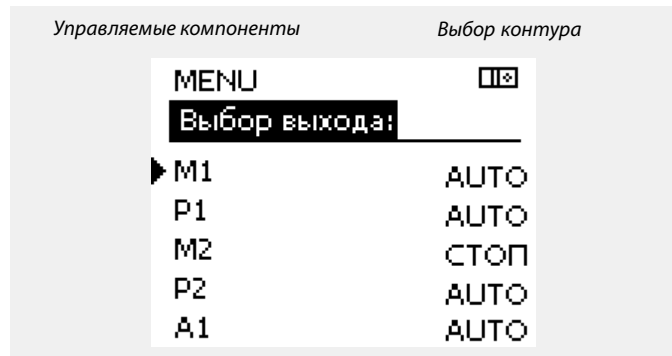 Управляемые компоненты Выбор контура
MENU
Выбор выхода:
M1 AUTO
P1 AUTO
M2 СТОП
P2 AUTO
A1 AUTO